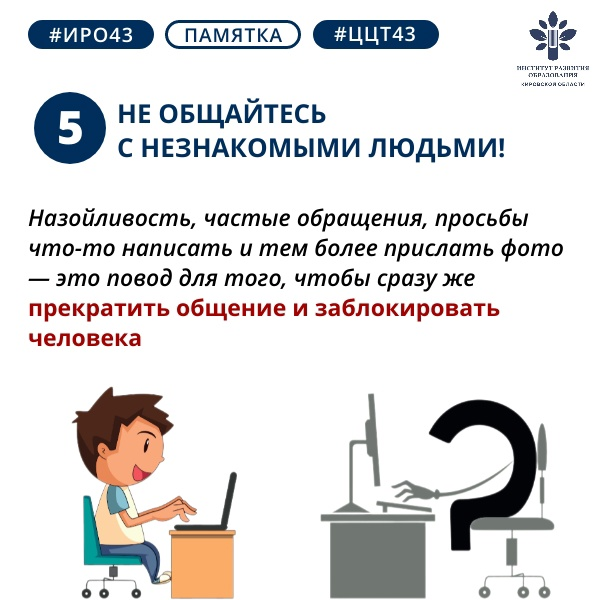 #ИРО43 ПАМЯТКА #ЦЦТ43
ИНСТИТУТ РАЗВИТИЯ
ОБРАЗОВАНИЯ
КИРОВСКОЙ ОБЛАСТИ
5
НЕ ОБЩАЙТЕСЬ
С НЕЗНАКОМЫМИ ЛЮДЬМИ!
Назойливость, частые обращения, просьбы
что-то написать и тем более прислать фото
— это повод для того, чтобы сразу же
прекратить общение и заблокировать
человека
?